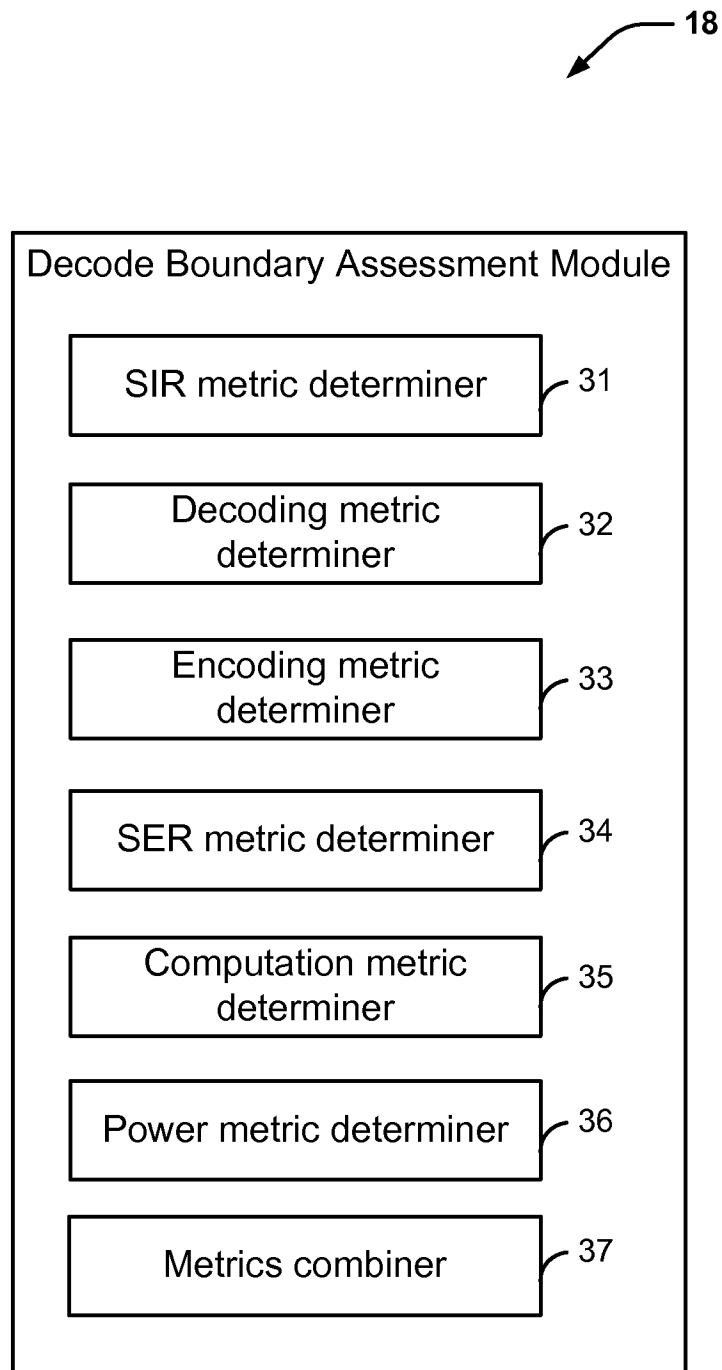 18
Decode Boundary Assessment Module
SIR metric determiner
31
Decoding metric
determiner
32
Encoding metric
determiner
33
SER metric determiner
34
Computation metric
determiner
35
Power metric determiner
36
Metrics combiner
37